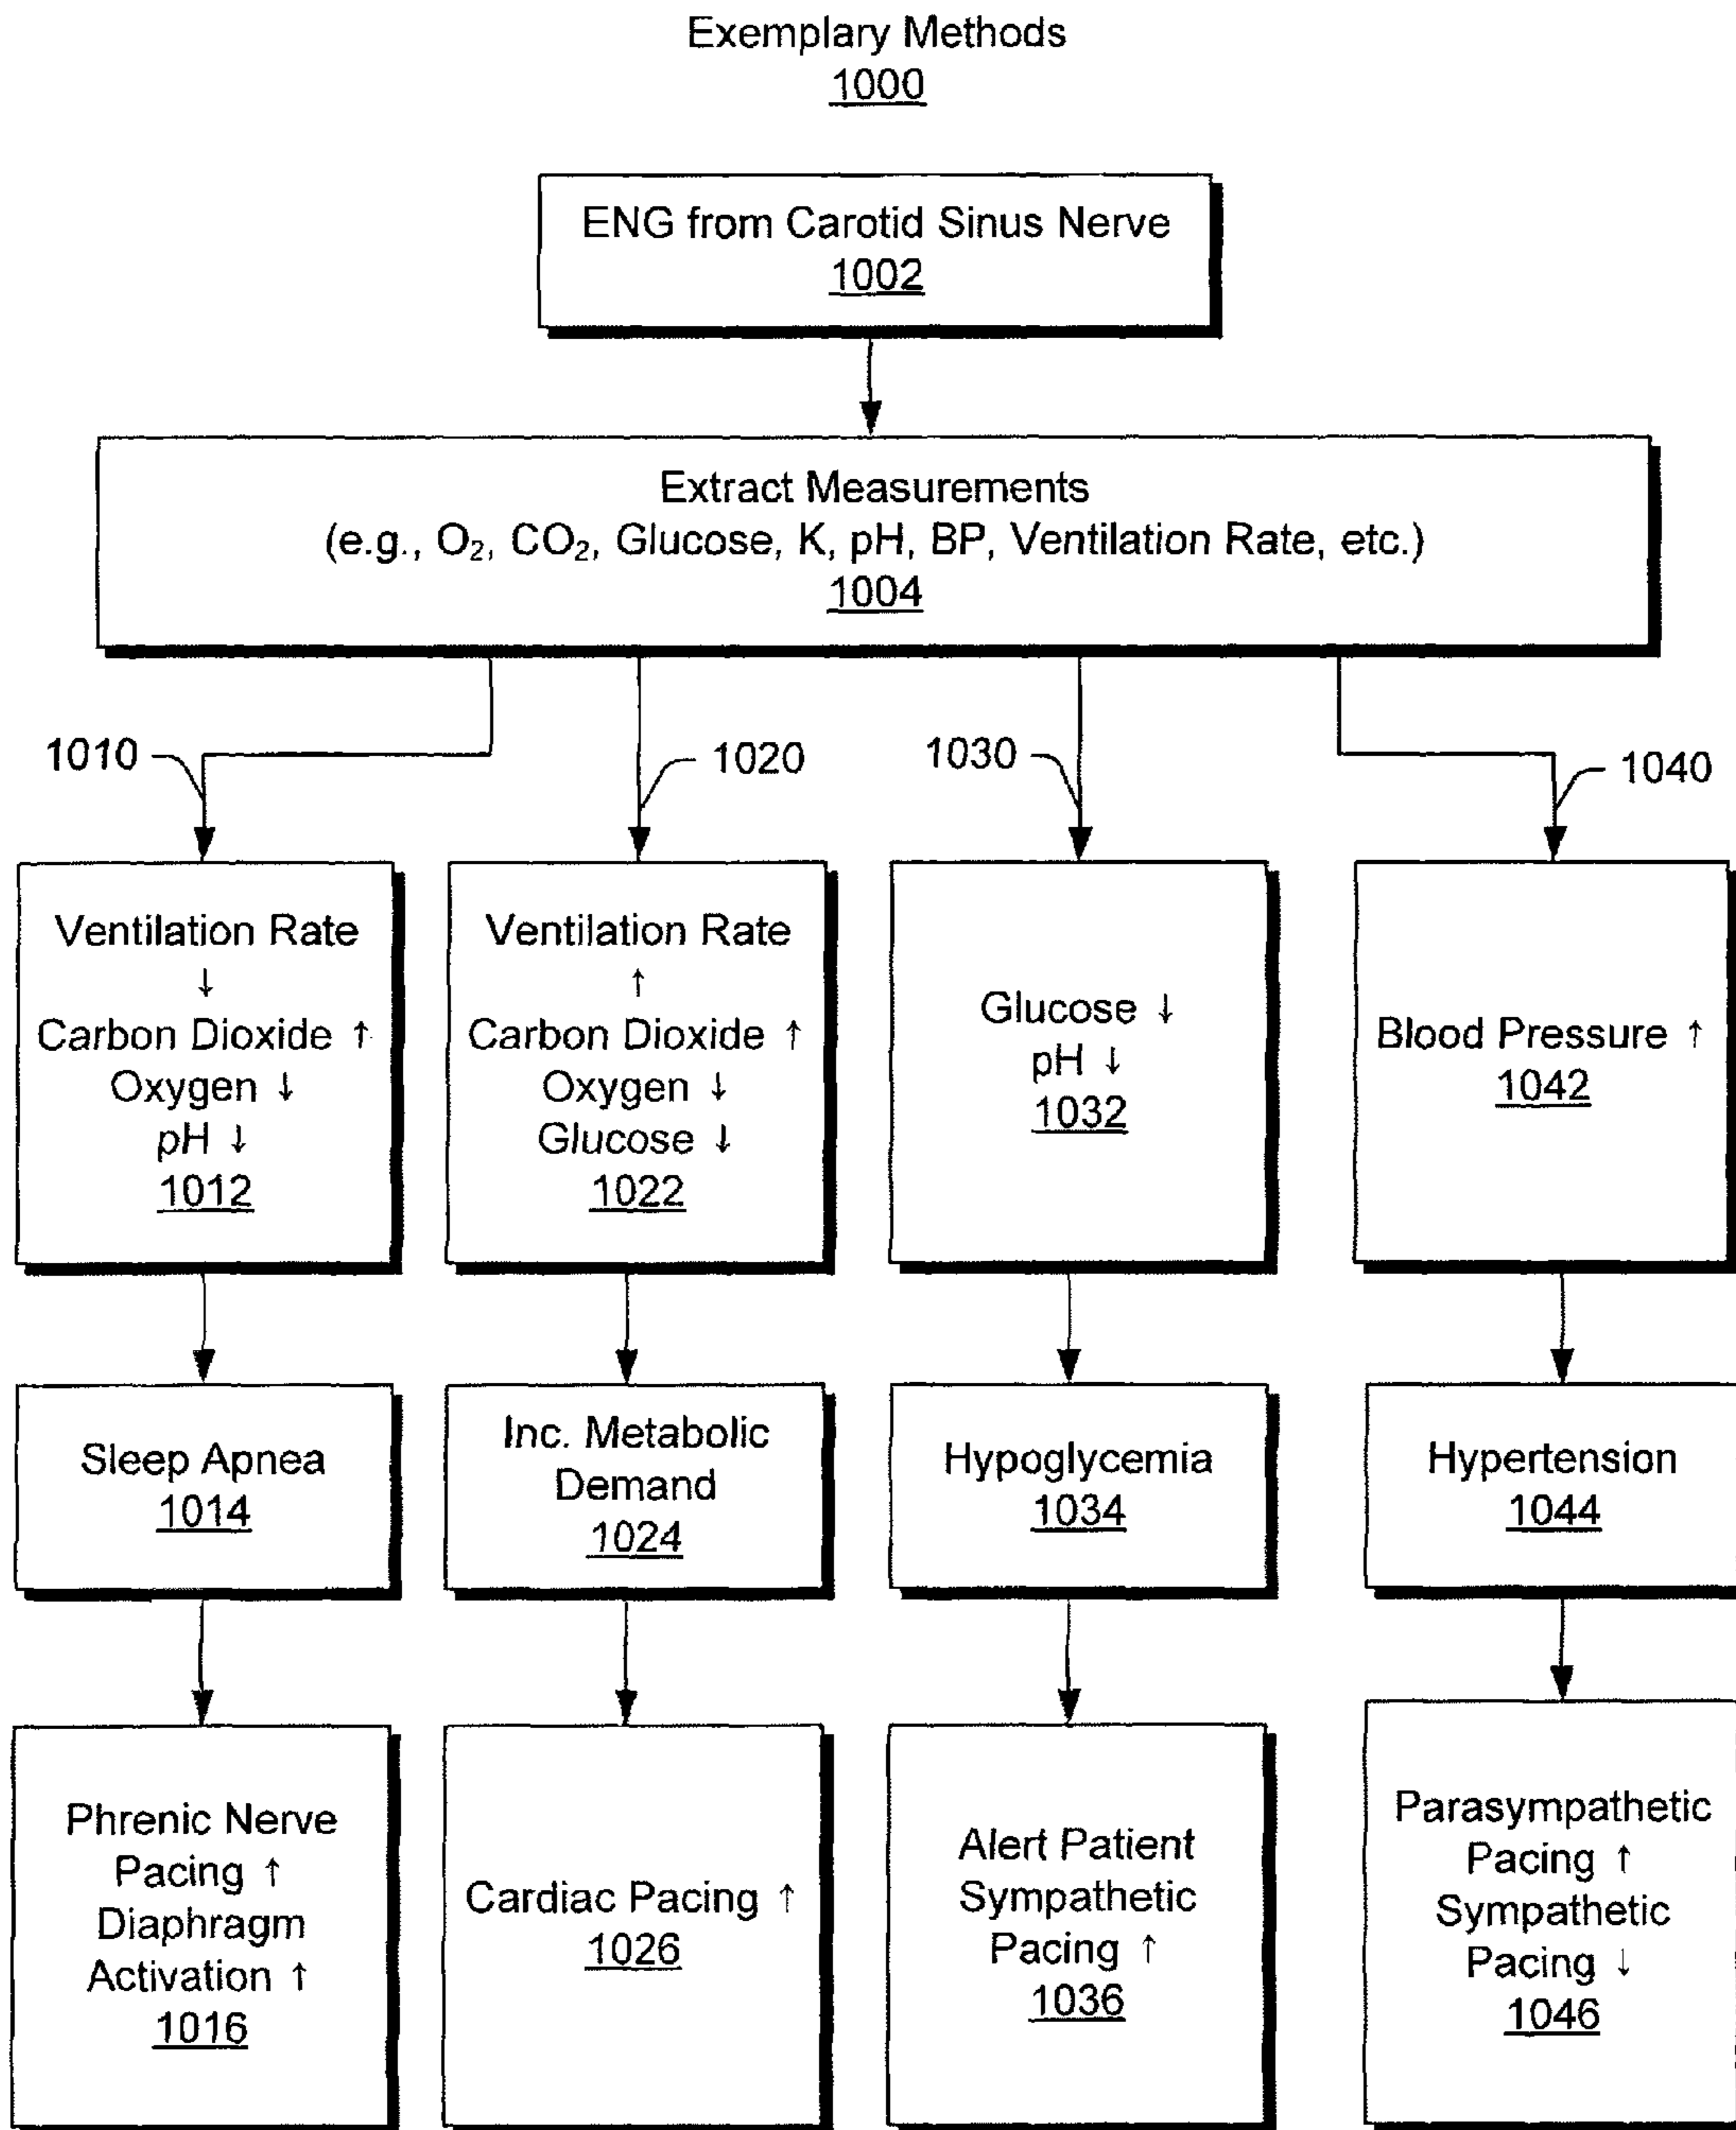 Exemplary Methods
1000
ENG from Carotid Sinus Nerve
1002
Extract Measurements
(e.g., O₂, CO₂, Glucose, K, pH, BP, Ventilation Rate, etc.)
1004
1010
1020
1030
1040
Ventilation Rate
↓
Carbon Dioxide ↑
Oxygen ↓
pH ↓
1012
Ventilation Rate
↑
Carbon Dioxide ↑
Oxygen ↓
Glucose ↓
1022
Glucose ↓
pH ↓
1032
Blood Pressure ↑
1042
Sleep Apnea
1014
Inc. Metabolic
Demand
1024
Hypoglycemia
1034
Hypertension
1044
Phrenic Nerve
Pacing ↑
Diaphragm
Activation ↑
1016
Cardiac Pacing ↑
1026
Alert Patient
Sympathetic
Pacing ↑
1036
Parasympathetic
Pacing ↑
Sympathetic
Pacing ↓
1046